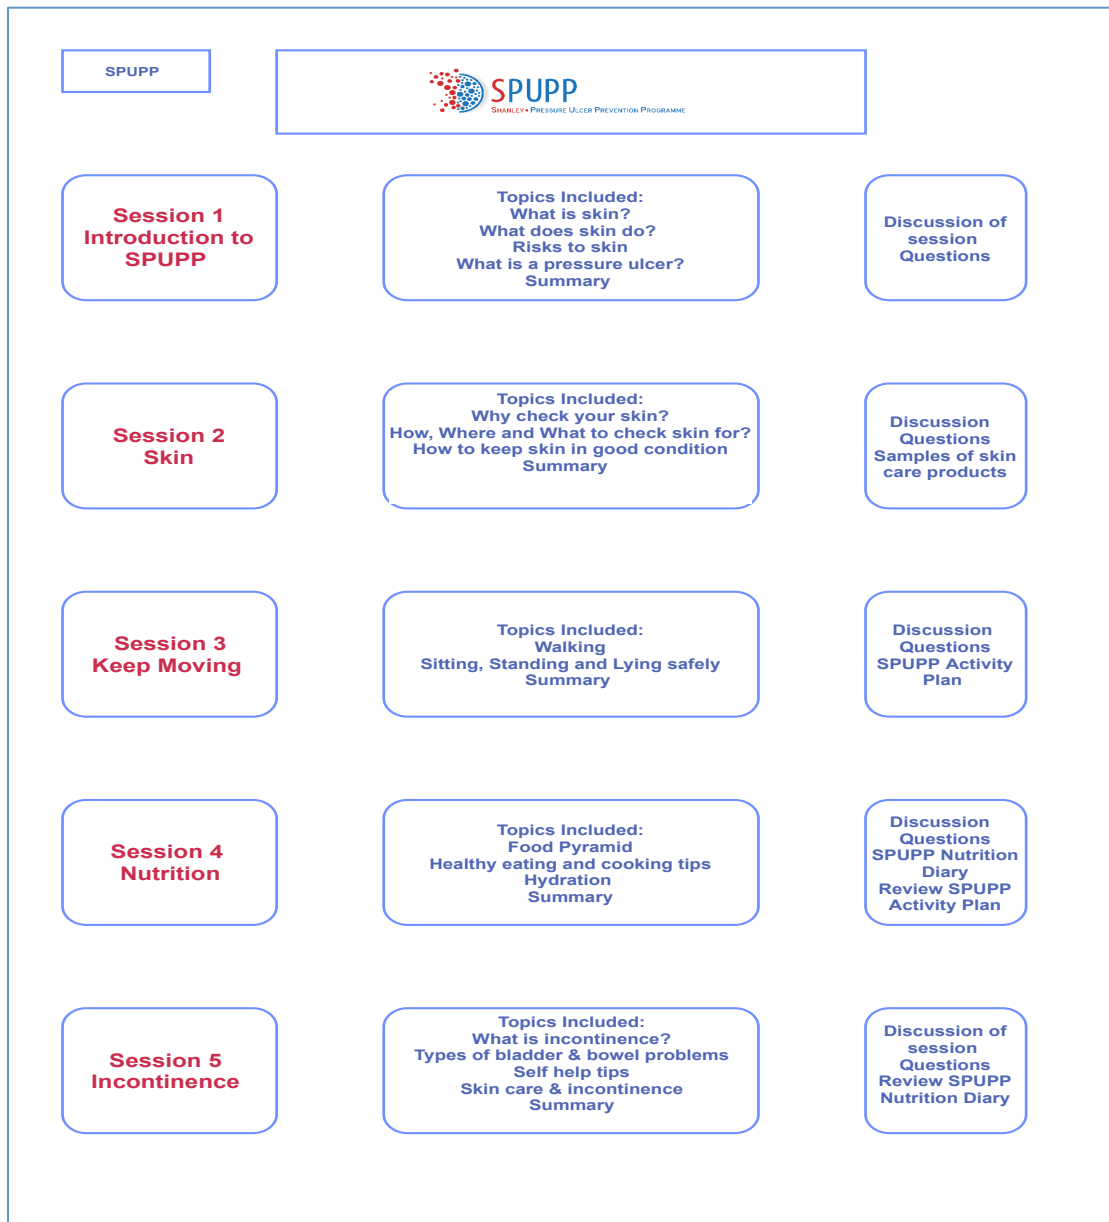 SPUPP
SPUPP
SHANLEY• PRESSURE ULCER PREVENTION PROGRAMME
Session 1
Introduction to
SPUPP
Topics Included:
What is skin?
What does skin do?
Risks to skin
What is a pressure ulcer?
Summary
Discussion of
session
Questions
Session 2
Skin
Topics Included:
Why check your skin?
How, Where and What to check skin for?
How to keep skin in good condition
Summary
Discussion
Questions
Samples of skin
care products
Session 3
Keep Moving
Topics Included:
Walking
Sitting, Standing and Lying safely
Summary
Discussion
Questions
SPUPP Activity
Plan
Session 4
Nutrition
Topics Included:
Food Pyramid
Healthy eating and cooking tips
Hydration
Summary
Discussion
Questions
SPUPP Nutrition
Diary
Review SPUPP
Activity Plan
Session 5
Incontinence
Topics Included:
What is incontinence?
Types of bladder & bowel problems
Self help tips
Skin care & incontinence
Summary
Discussion of
session
Questions
Review SPUPP
Nutrition Diary